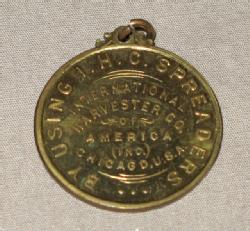 BY USING I.H.C. SPREADERS
INTERNATIONAL
HARVESTER CO.
OF
AMERICA
(INC)
CHICAGO.U.S.A.